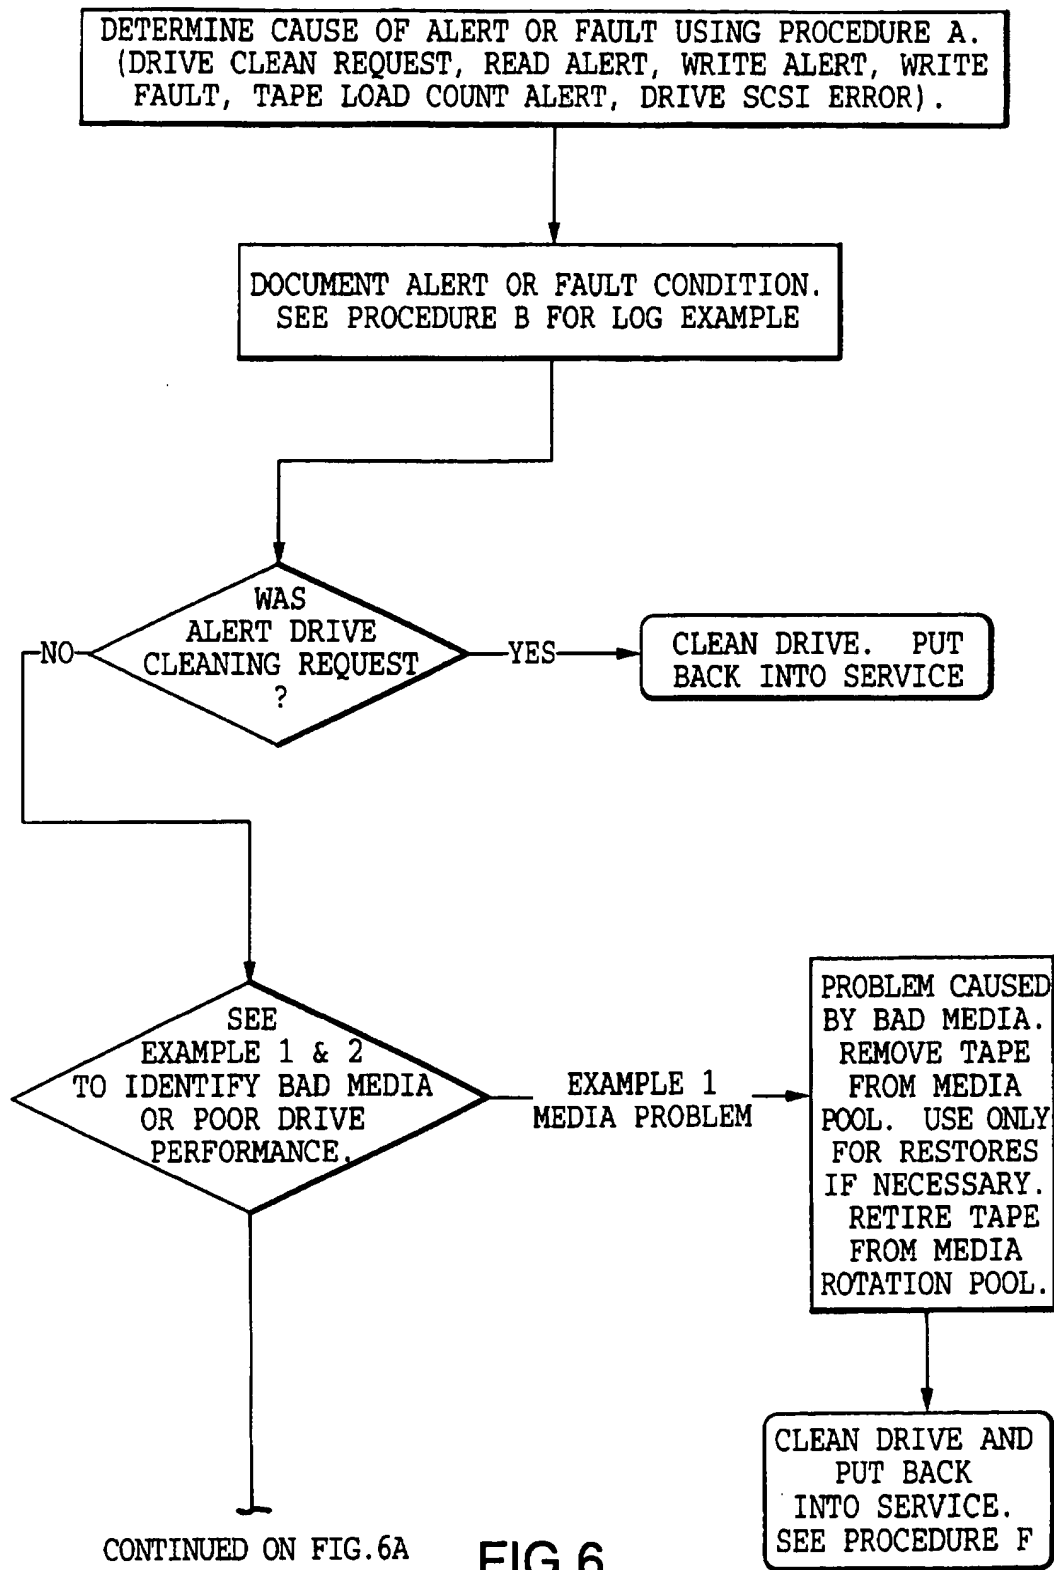 DETERMINE CAUSE OF ALERT OR FAULT USING PROCEDURE A.
(DRIVE CLEAN REQUEST, READ ALERT, WRITE ALERT, WRITE
FAULT, TAPE LOAD COUNT ALERT, DRIVE SCSI ERROR).
DOCUMENT ALERT OR FAULT CONDITION.
SEE PROCEDURE B FOR LOG EXAMPLE
WAS
ALERT DRIVE
CLEANING REQUEST
?
NO
YES
CLEAN DRIVE. PUT
BACK INTO SERVICE
SEE
EXAMPLE 1 & 2
TO IDENTIFY BAD MEDIA
OR POOR DRIVE
PERFORMANCE.
EXAMPLE 1
MEDIA PROBLEM
PROBLEM CAUSED
BY BAD MEDIA.
REMOVE TAPE
FROM MEDIA
POOL. USE ONLY
FOR RESTORES
IF NECESSARY.
RETIRE TAPE
FROM MEDIA
ROTATION POOL.
CLEAN DRIVE AND
PUT BACK
INTO SERVICE.
SEE PROCEDURE F
CONTINUED ON FIG.6A
FIG.6